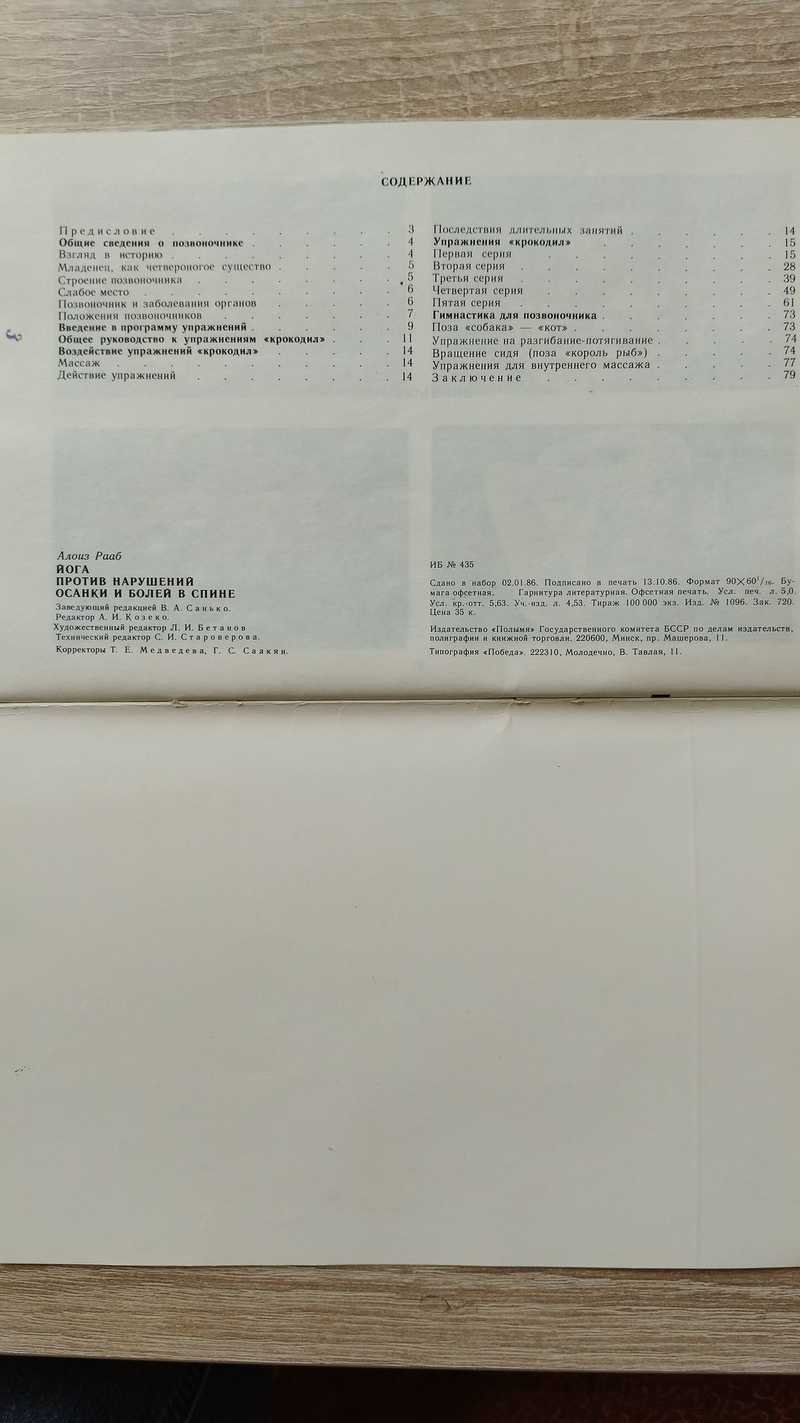 СОДЕРЖАНИЕ
Предисловие . . . . . . . . . 3
Общие сведения о позвоночнике . . . . . . 4
Взгляд в историю . . . . . . . . . 4
Младенец, как четвероногое существо . . . . . 5
Строение позвоночника . . . . . . . . 5
Слабое место . . . . . . . . . . 6
Позвоночник и заболевания органов . . . . . 6
Положения позвоночников . . . . . . . 7
Введение в программу упражнений . . . . . . 9
Общее руководство к упражнениям «крокодил» . . . 11
Воздействие упражнений «крокодил» . . . . . 14
Массаж . . . . . . . . . . . 14
Действие упражнений . . . . . . . . 14
Последствия длительных занятий . . . . . . 14
Упражнения «крокодил» . . . . . . . 15
Первая серия . . . . . . . . . 15
Вторая серия . . . . . . . . . . 28
Третья серия . . . . . . . . . . 39
Четвертая серия . . . . . . . . . 49
Пятая серия . . . . . . . . . . 61
Гимнастика для позвоночника . . . . . . . 73
Поза «собака» — «кот» . . . . . . . . 73
Упражнение на разгибание-потягивание . . . . . 74
Вращение сидя (поза «король рыб») . . . . . 74
Упражнения для внутреннего массажа . . . . . 77
Заключение . . . . . . . . . 79
Алоиз Рааб
ЙОГА
ПРОТИВ НАРУШЕНИЙ
ОСАНКИ И БОЛЕЙ В СПИНЕ
Заведующий редакцией В. А. Санько.
Редактор А. И. Козеко.
Художественный редактор Л. И. Бетанов
Технический редактор С. И. Староверова.
Корректоры Т. Е. Медведева, Г. С. Саакян.
ИБ № 435
Сдано в набор 02.01.86. Подписано в печать 13.10.86. Формат 90×60¹/₁₆. Бу-
мага офсетная. Гарнитура литературная. Офсетная печать. Усл. печ. л. 5,0.
Усл. кр.-отт. 5,63. Уч.-изд. л. 4,53. Тираж 100 000 экз. Изд. № 1096. Зак. 720.
Цена 35 к.
Издательство «Полымя» Государственного комитета БССР по делам издательств,
полиграфии и книжной торговли. 220600, Минск, пр. Машерова, 11.
Типография «Победа». 222310, Молодечно, В. Тавлая, 11.